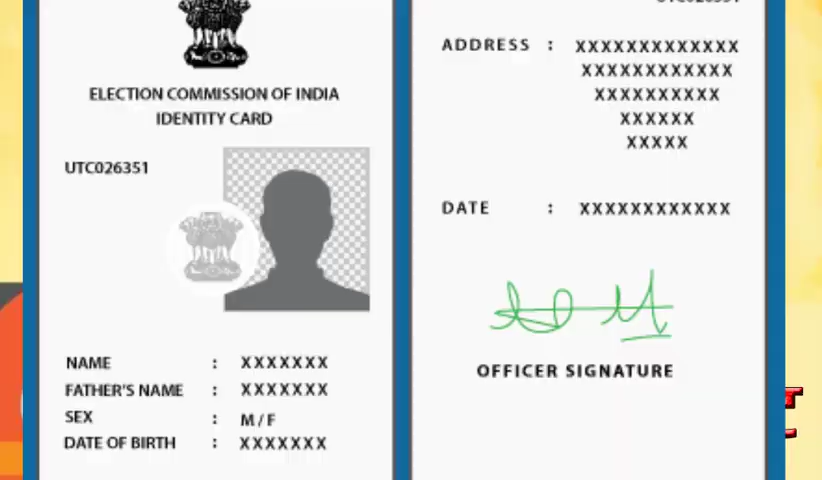 ELECTION COMMISSION OF INDIA
IDENTITY CARD
UTC026351
NAME : XXXXXXX
FATHER'S NAME : XXXXXXX
SEX : M / F
DATE OF BIRTH : XXXXXXX
ADDRESS : XXXXXXXXXXXXX
XXXXXXXXXXXX
XXXXXXXXXX
XXXXXX
XXXXX
DATE : XXXXXXXXXXXX
OFFICER SIGNATURE